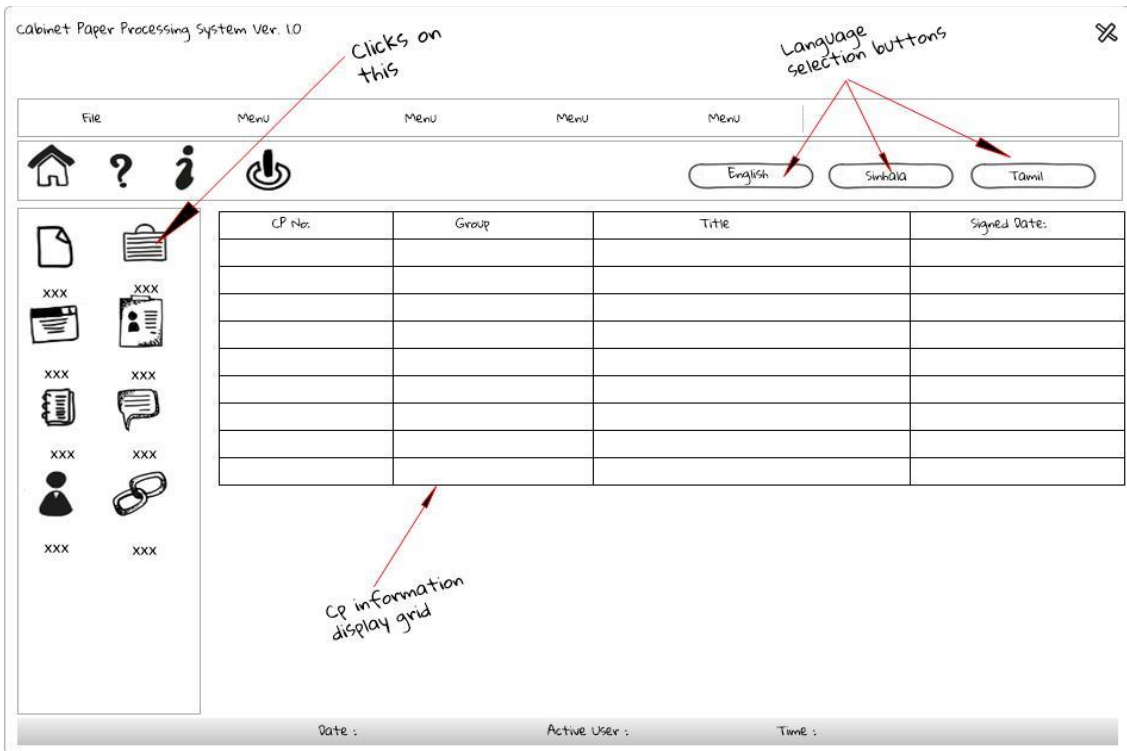 Cabinet Paper Processing System Ver. 1.0
Clicks on
this
Language
selection buttons
File Menu Menu Menu Menu
English Sinhala Tamil
CP No. Group Title Signed Date:
xxx xxx
xxx xxx
xxx xxx
xxx xxx
Cp information
display grid
Date : Active User : Time :